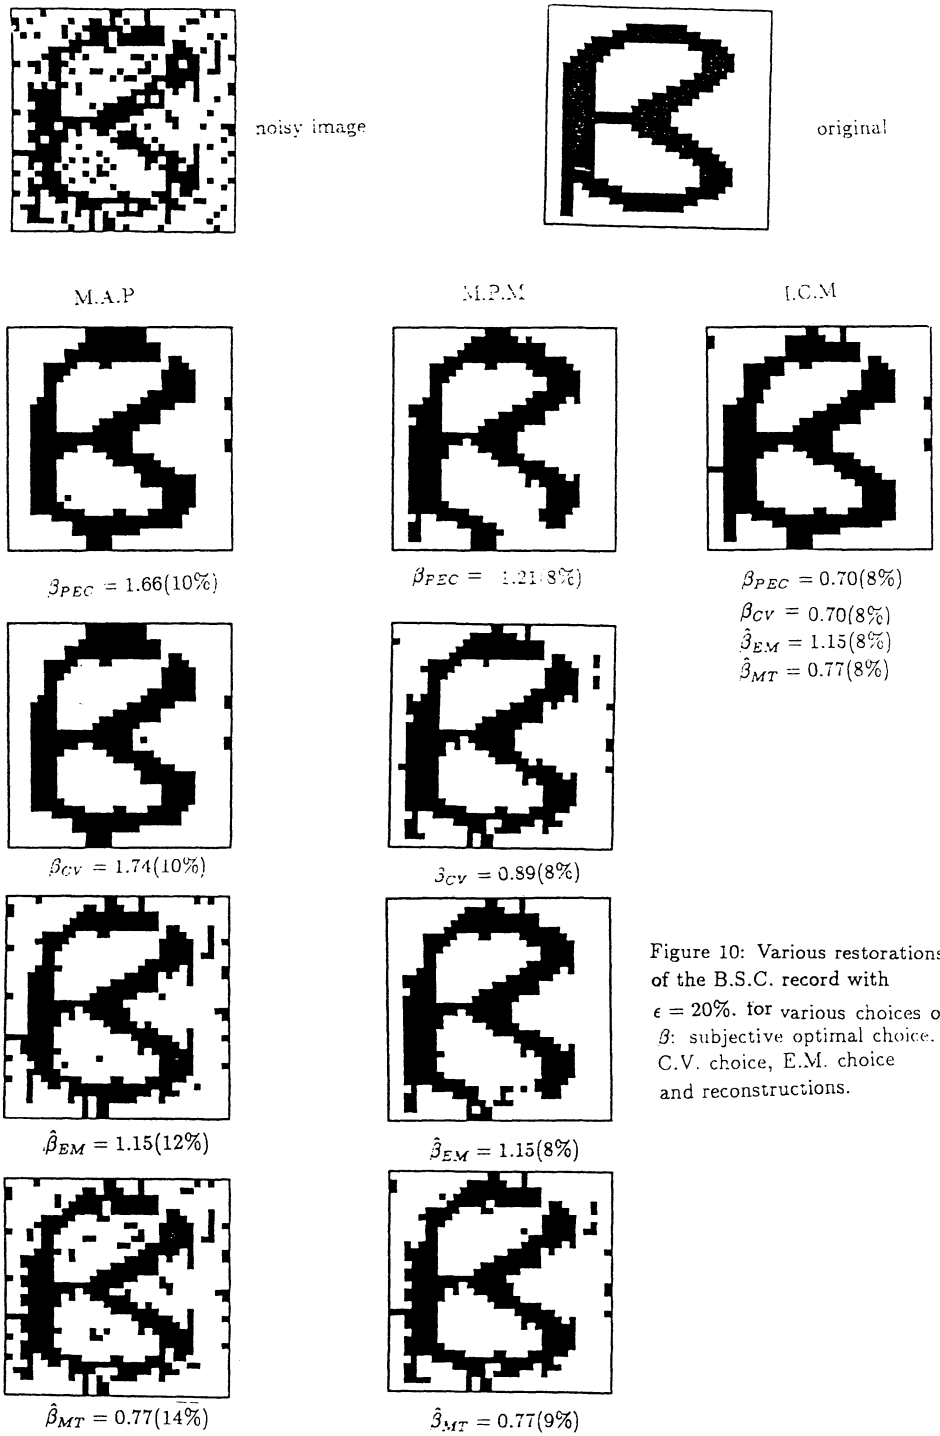 noisy image
original
M.A.P
M.P.M
I.C.M
β_PEC = 1.66(10%)
β_PEC = 1.21(8%)
β_PEC = 0.70(8%)
β_CV = 0.70(8%)
β̂_EM = 1.15(8%)
β̂_MT = 0.77(8%)
β_CV = 1.74(10%)
β_CV = 0.89(8%)
Figure 10: Various restorations
of the B.S.C. record with
ϵ = 20%. for various choices o
β: subjective optimal choice.
C.V. choice, E.M. choice
and reconstructions.
β̂_EM = 1.15(12%)
β̂_EM = 1.15(8%)
β̂_MT = 0.77(14%)
β̂_MT = 0.77(9%)